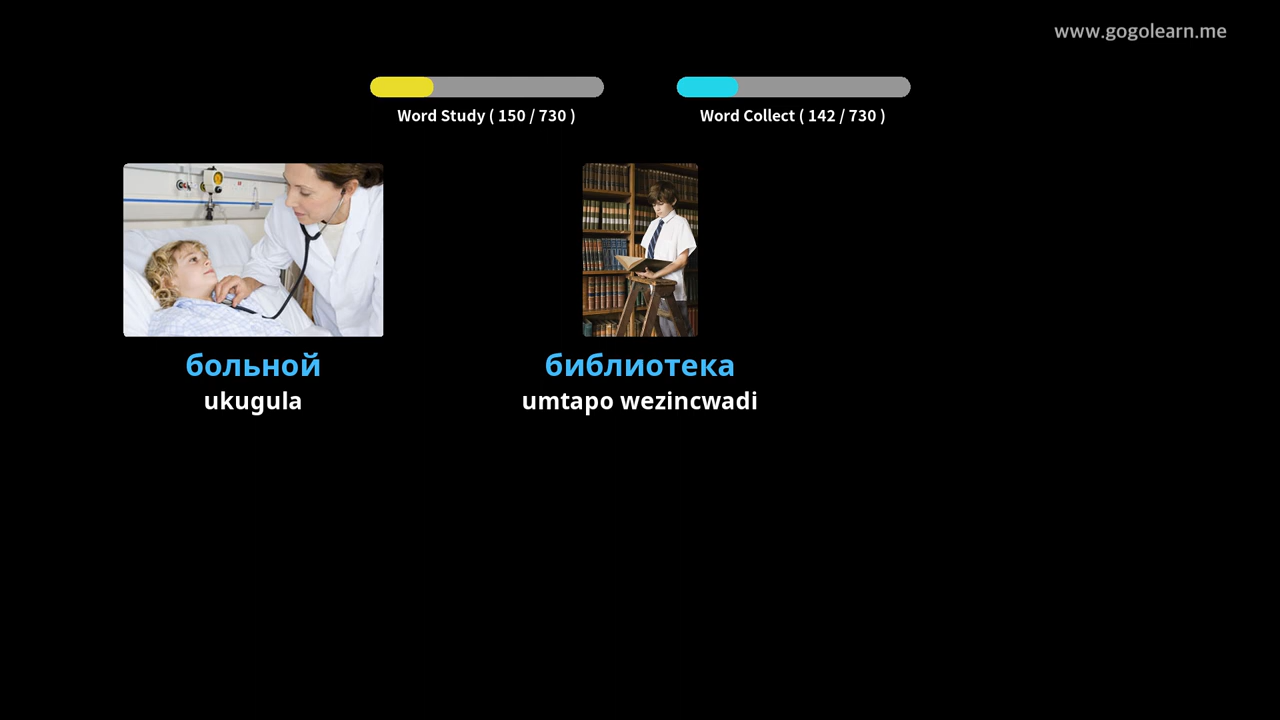 www.gogolearn.me
Word Study ( 150 / 730 )
Word Collect ( 142 / 730 )
больной
ukugula
библиотека
umtapo wezincwadi